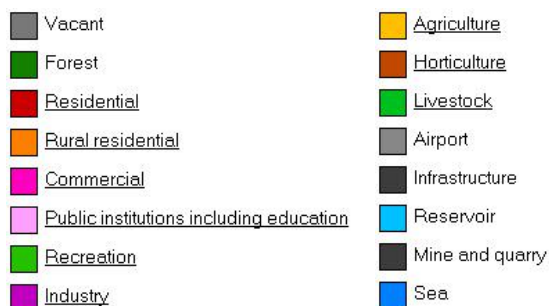 Vacant
Forest
Residential
Rural residential
Commercial
Public institutions including education
Recreation
Industry
Agriculture
Horticulture
Livestock
Airport
Infrastructure
Reservoir
Mine and quarry
Sea